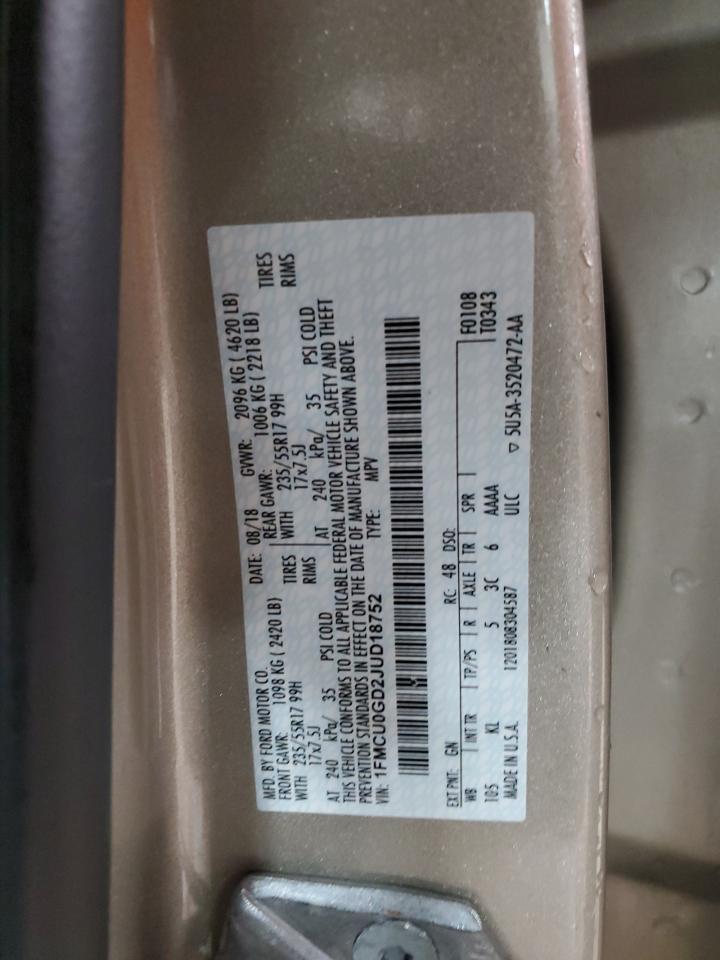 MFD. BY FORD MOTOR CO.
DATE: 08/18 GVWR: 2096 KG ( 4620 LB)
FRONT GAWR: 1098 KG ( 2420 LB) REAR GAWR: 1006 KG ( 2218 LB)
WITH 235/55R17 99H TIRES WITH 235/55R17 99H TIRES
17x7.5J RIMS 17x7.5J RIMS
AT 240 kPa/ 35 PSI COLD AT 240 kPa/ 35 PSI COLD
THIS VEHICLE CONFORMS TO ALL APPLICABLE FEDERAL MOTOR VEHICLE SAFETY AND THEFT
PREVENTION STANDARDS IN EFFECT ON THE DATE OF MANUFACTURE SHOWN ABOVE.
VIN: 1FMCU0GD2JUD18752 TYPE: MPV
EXT PNT: GN RC: 48 DSO: F0108
WB INT TR TP/PS R AXLE TR SPR T0343
105 KL 5 3C 6 AAAA
MADE IN U.S.A. 1201808304587 ULC ▽ 5U5A-3520472-AA